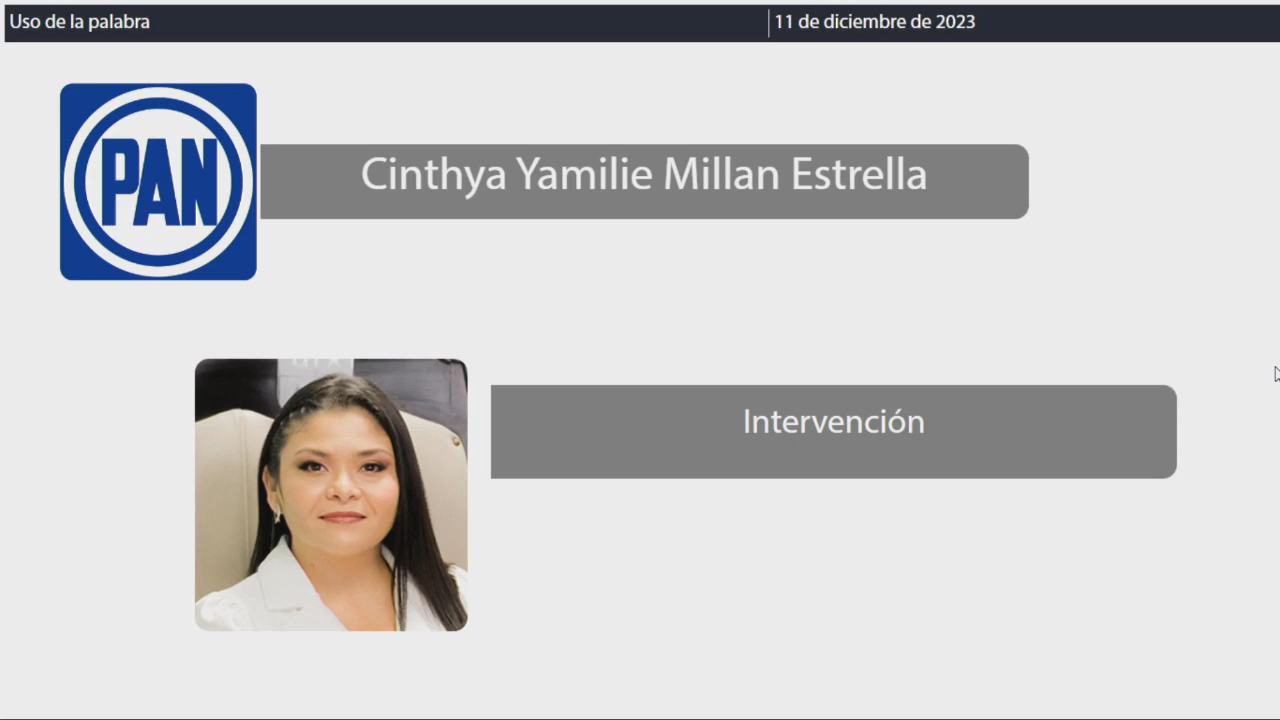 Uso de la palabra
11 de diciembre de 2023
PAN
Cinthya Yamilie Millan Estrella
Intervención